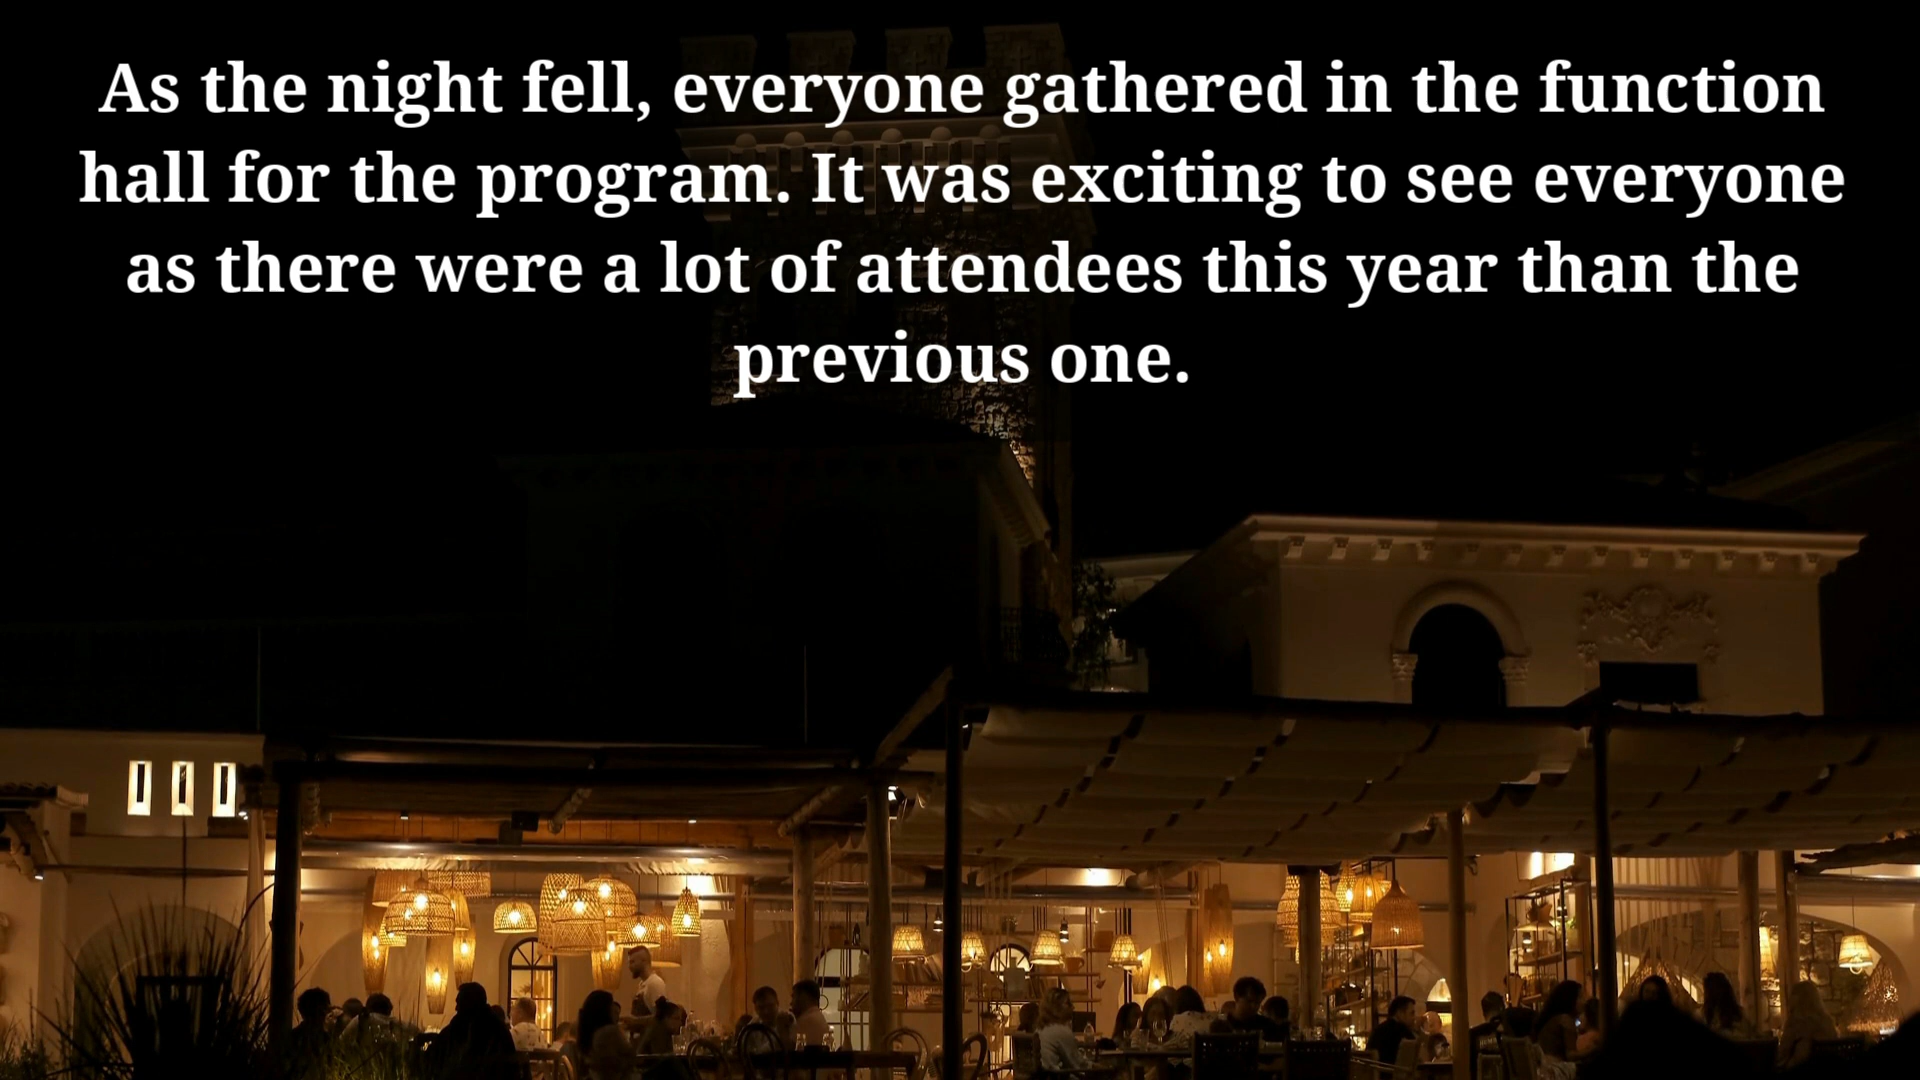 As the night fell, everyone gathered in the function
hall for the program. It was exciting to see everyone
as there were a lot of attendees this year than the
previous one.